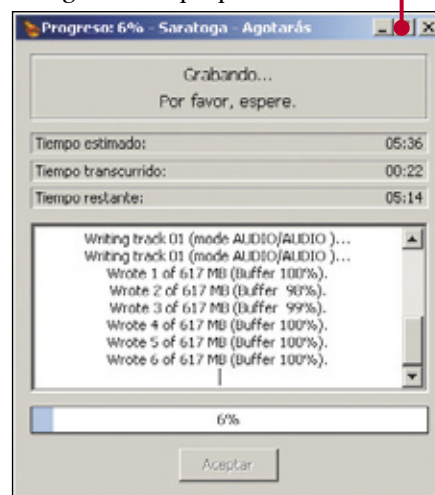 Progreso: 6% - Saratoga - Agotarás
Grabando...
Por favor, espere.
Tiempo estimado: 05:36
Tiempo transcurrido: 00:22
Tiempo restante: 05:14
Writing track 01 (mode AUDIO/AUDIO )...
Writing track 01 (mode AUDIO/AUDIO )...
Wrote 1 of 617 MB (Buffer 100%).
Wrote 2 of 617 MB (Buffer 98%).
Wrote 3 of 617 MB (Buffer 99%).
Wrote 4 of 617 MB (Buffer 100%).
Wrote 5 of 617 MB (Buffer 100%).
Wrote 6 of 617 MB (Buffer 100%).
6%
Aceptar